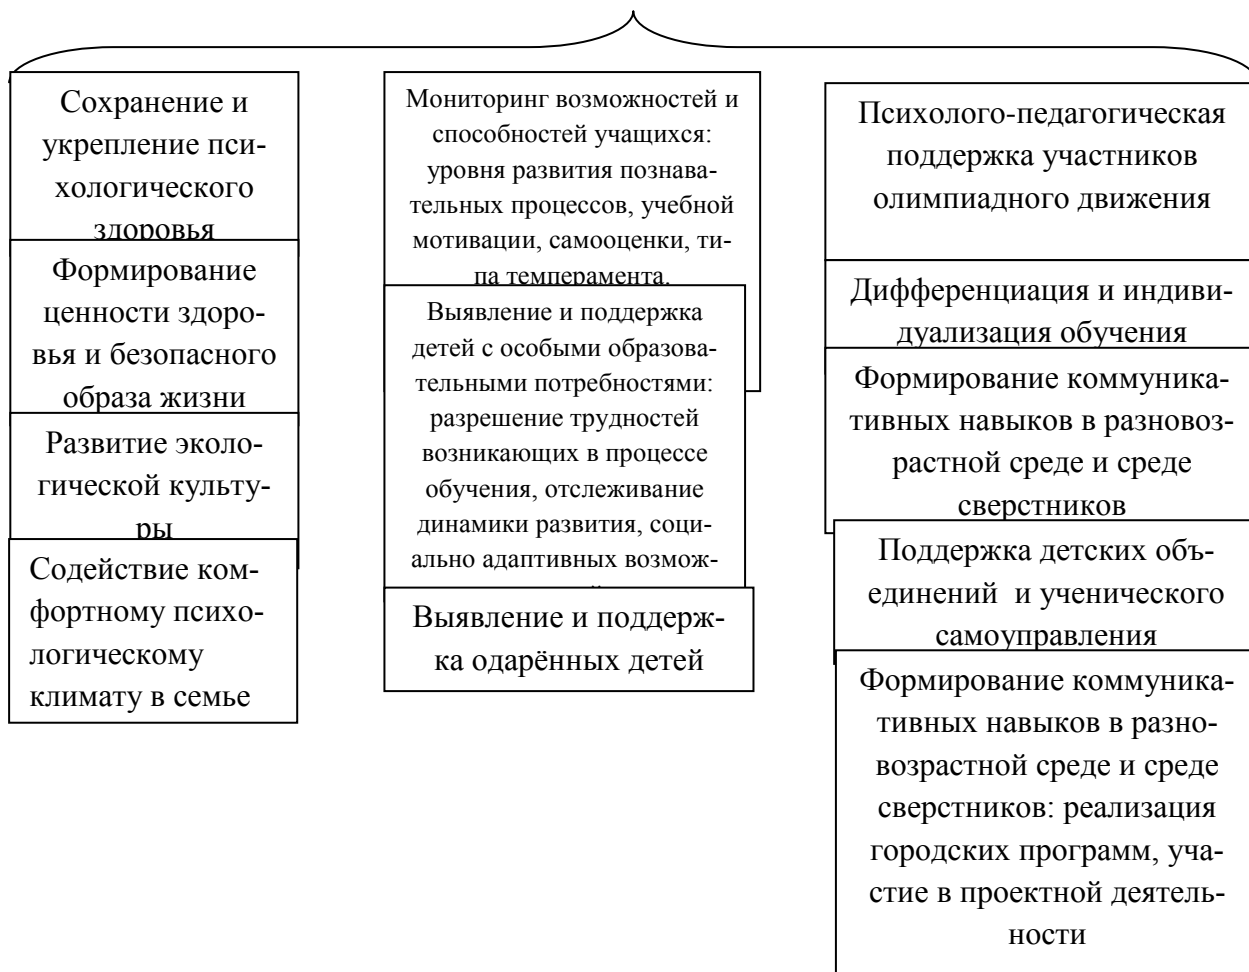 Сохранение и
укрепление пси-
хологического
здоровья
Формирование
ценности здоро-
вья и безопасного
образа жизни
Развитие эколо-
гической культу-
ры
Содействие ком-
фортному психо-
логическому
климату в семье
Мониторинг возможностей и
способностей учащихся:
уровня развития познава-
тельных процессов, учебной
мотивации, самооценки, ти-
па темперамента.
Выявление и поддержка
детей с особыми образова-
тельными потребностями:
разрешение трудностей
возникающих в процессе
обучения, отслеживание
динамики развития, соци-
ально адаптивных возмож-
Выявление и поддерж-
ка одарённых детей
Психолого-педагогическая
поддержка участников
олимпиадного движения
Дифференциация и индиви-
дуализация обучения
Формирование коммуника-
тивных навыков в разновоз-
растной среде и среде
сверстников
Поддержка детских объ-
единений и ученического
самоуправления
Формирование коммуника-
тивных навыков в разно-
возрастной среде и среде
сверстников: реализация
городских программ, уча-
стие в проектной деятель-
ности